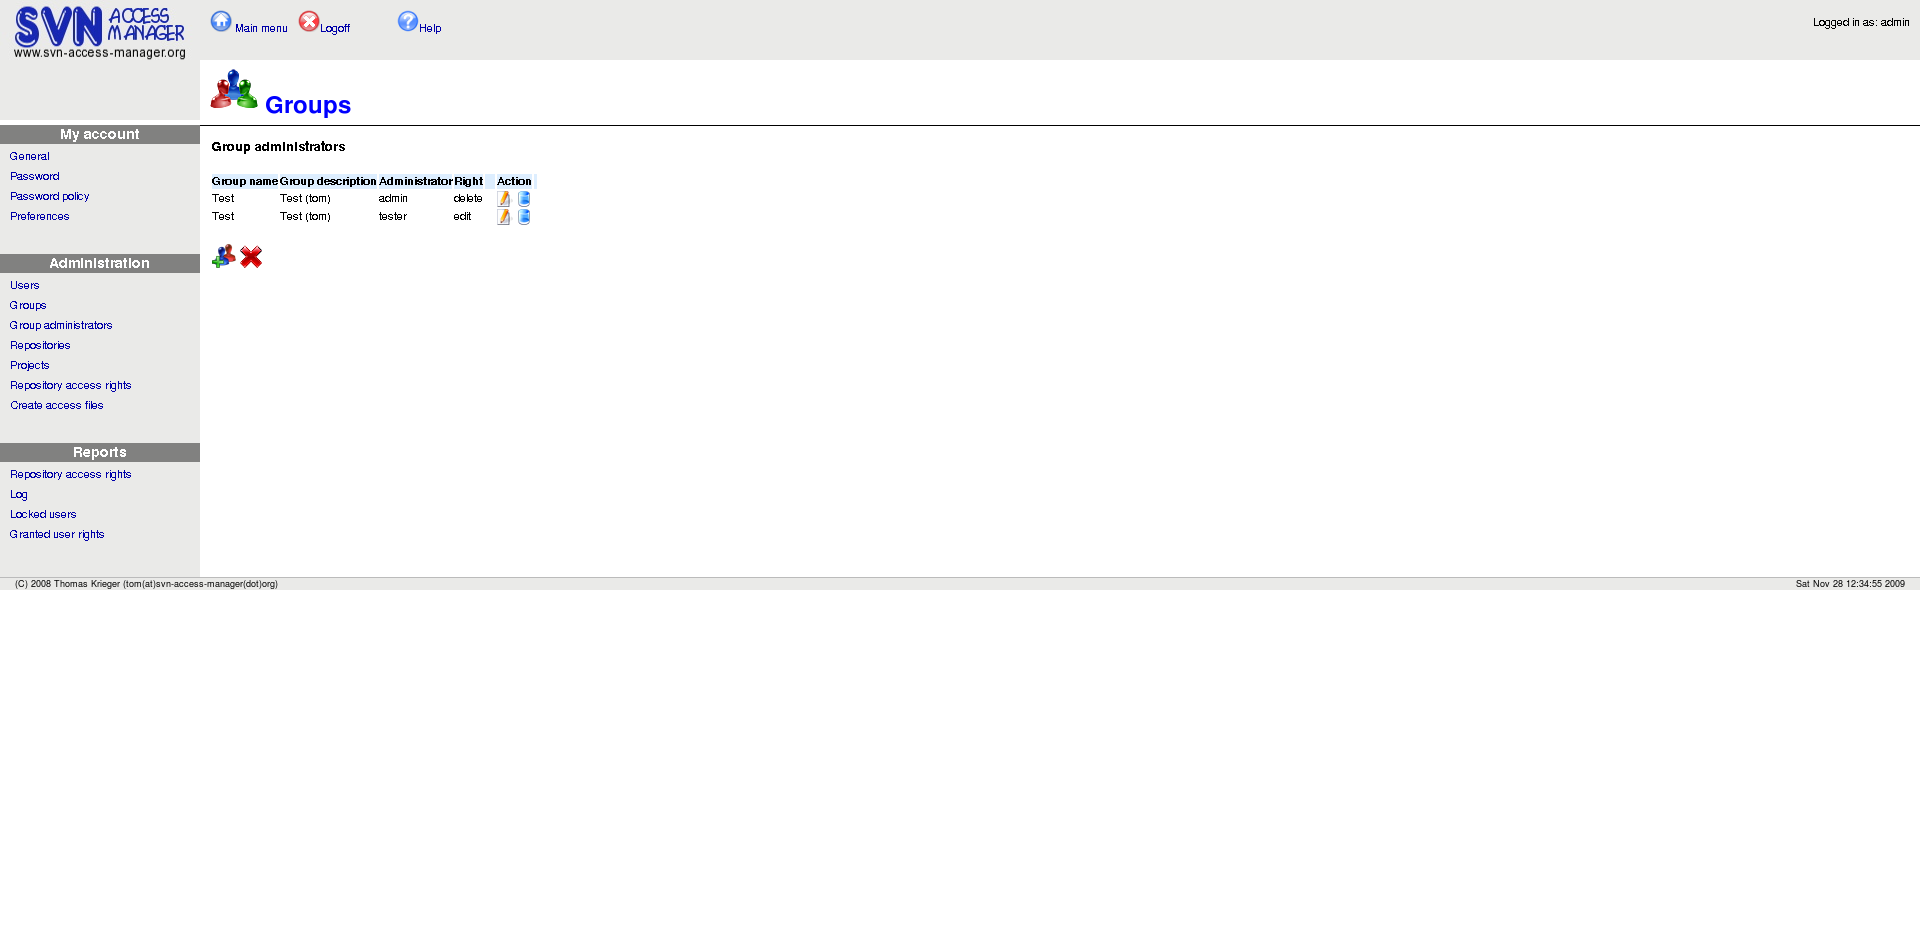 SVN ACCESS MANAGER
www.svn-access-manager.org
Main menu Logoff Help
Logged in as: admin
Groups
My account
General
Password
Password policy
Preferences
Administration
Users
Groups
Group administrators
Repositories
Projects
Repository access rights
Create access files
Reports
Repository access rights
Log
Locked users
Granted user rights
Group administrators
Group name Group description Administrator Right Action
Test Test (tom) admin delete
Test Test (tom) tester edit
(C) 2008 Thomas Krieger (tom(at)svn-access-manager(dot)org)
Sat Nov 28 12:34:55 2009